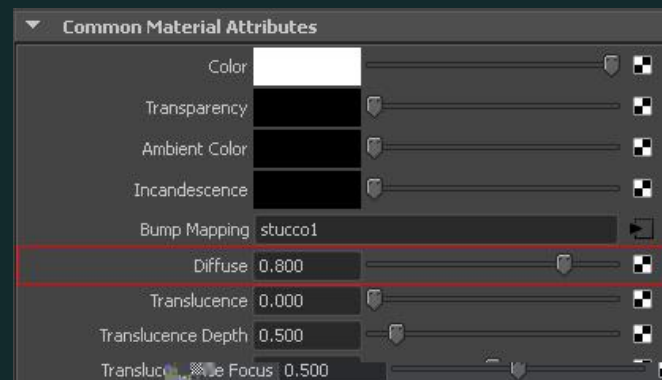 Common Material Attributes
Color
Transparency
Ambient Color
Incandescence
Bump Mapping stucco1
Diffuse 0.800
Translucence 0.000
Translucence Depth 0.500
Focus 0.500